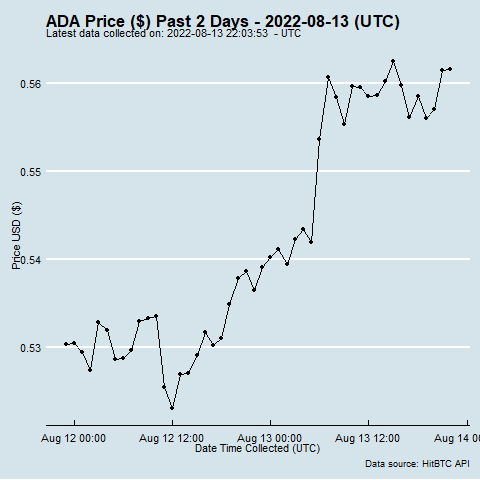 ADA Price ($) Past 2 Days - 2022-08-13 (UTC)
Latest data collected on: 2022-08-13 22:03:53  - UTC
0.56
0.55
0.54
0.53
Price USD ($)
Aug 12 00:00 Aug 12 12:00 Aug 13 00:00 Aug 13 12:00 Aug 14 00
Date Time Collected (UTC)
Data source: HitBTC API